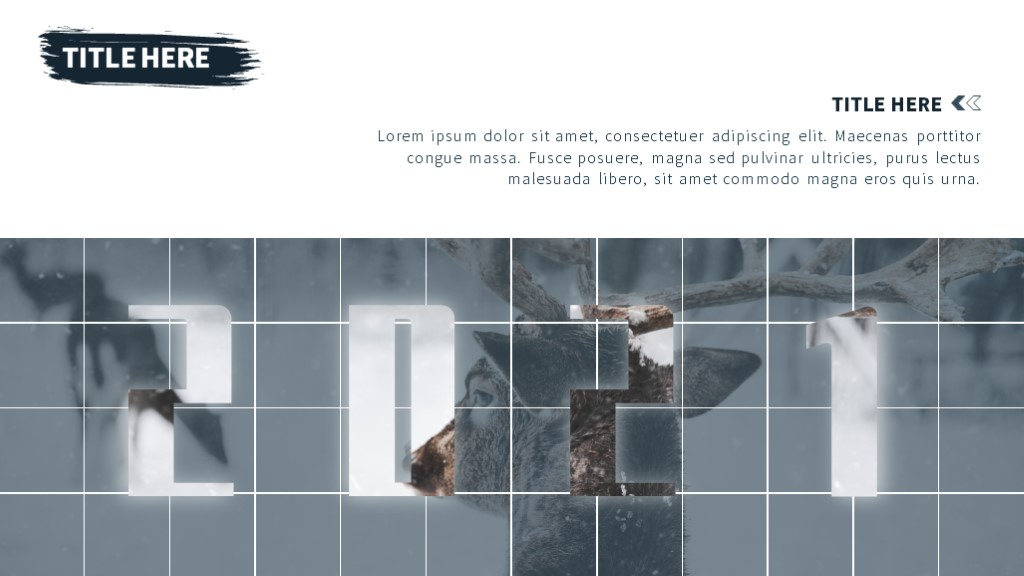 TITLE HERE
TITLE HERE
Lorem ipsum dolor sit amet, consectetuer adipiscing elit. Maecenas porttitor
congue massa. Fusce posuere, magna sed pulvinar ultricies, purus lectus
malesuada libero, sit amet commodo magna eros quis urna.
2021